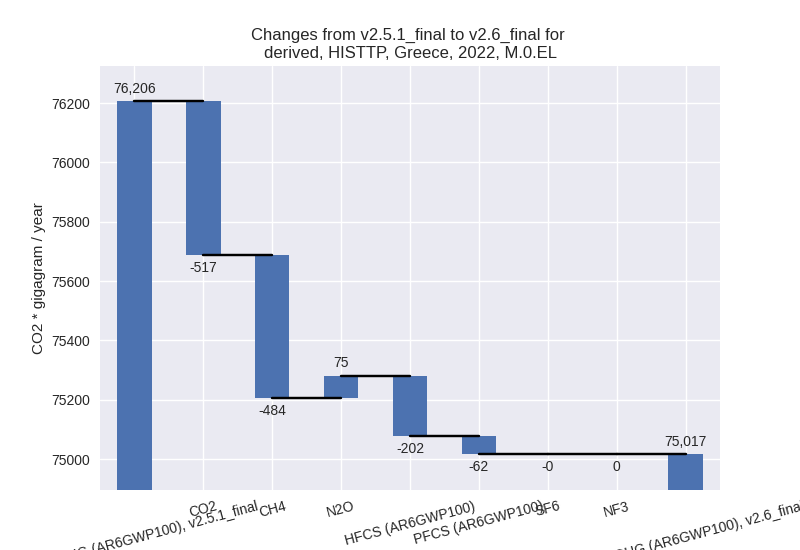 Changes from v2.5.1_final to v2.6_final for
derived, HISTTP, Greece, 2022, M.0.EL
CO2 * gigagram / year
76200
76000
75800
75600
75400
75200
75000
76,206
-517
-484
75
-202
-62
-0
0
75,017
(AR6GWP100), v2.5.1_final
CO2
CH4
N2O
HFCS (AR6GWP100)
PFCS (AR6GWP100)
SF6
NF3
(AR6GWP100), v2.6_final